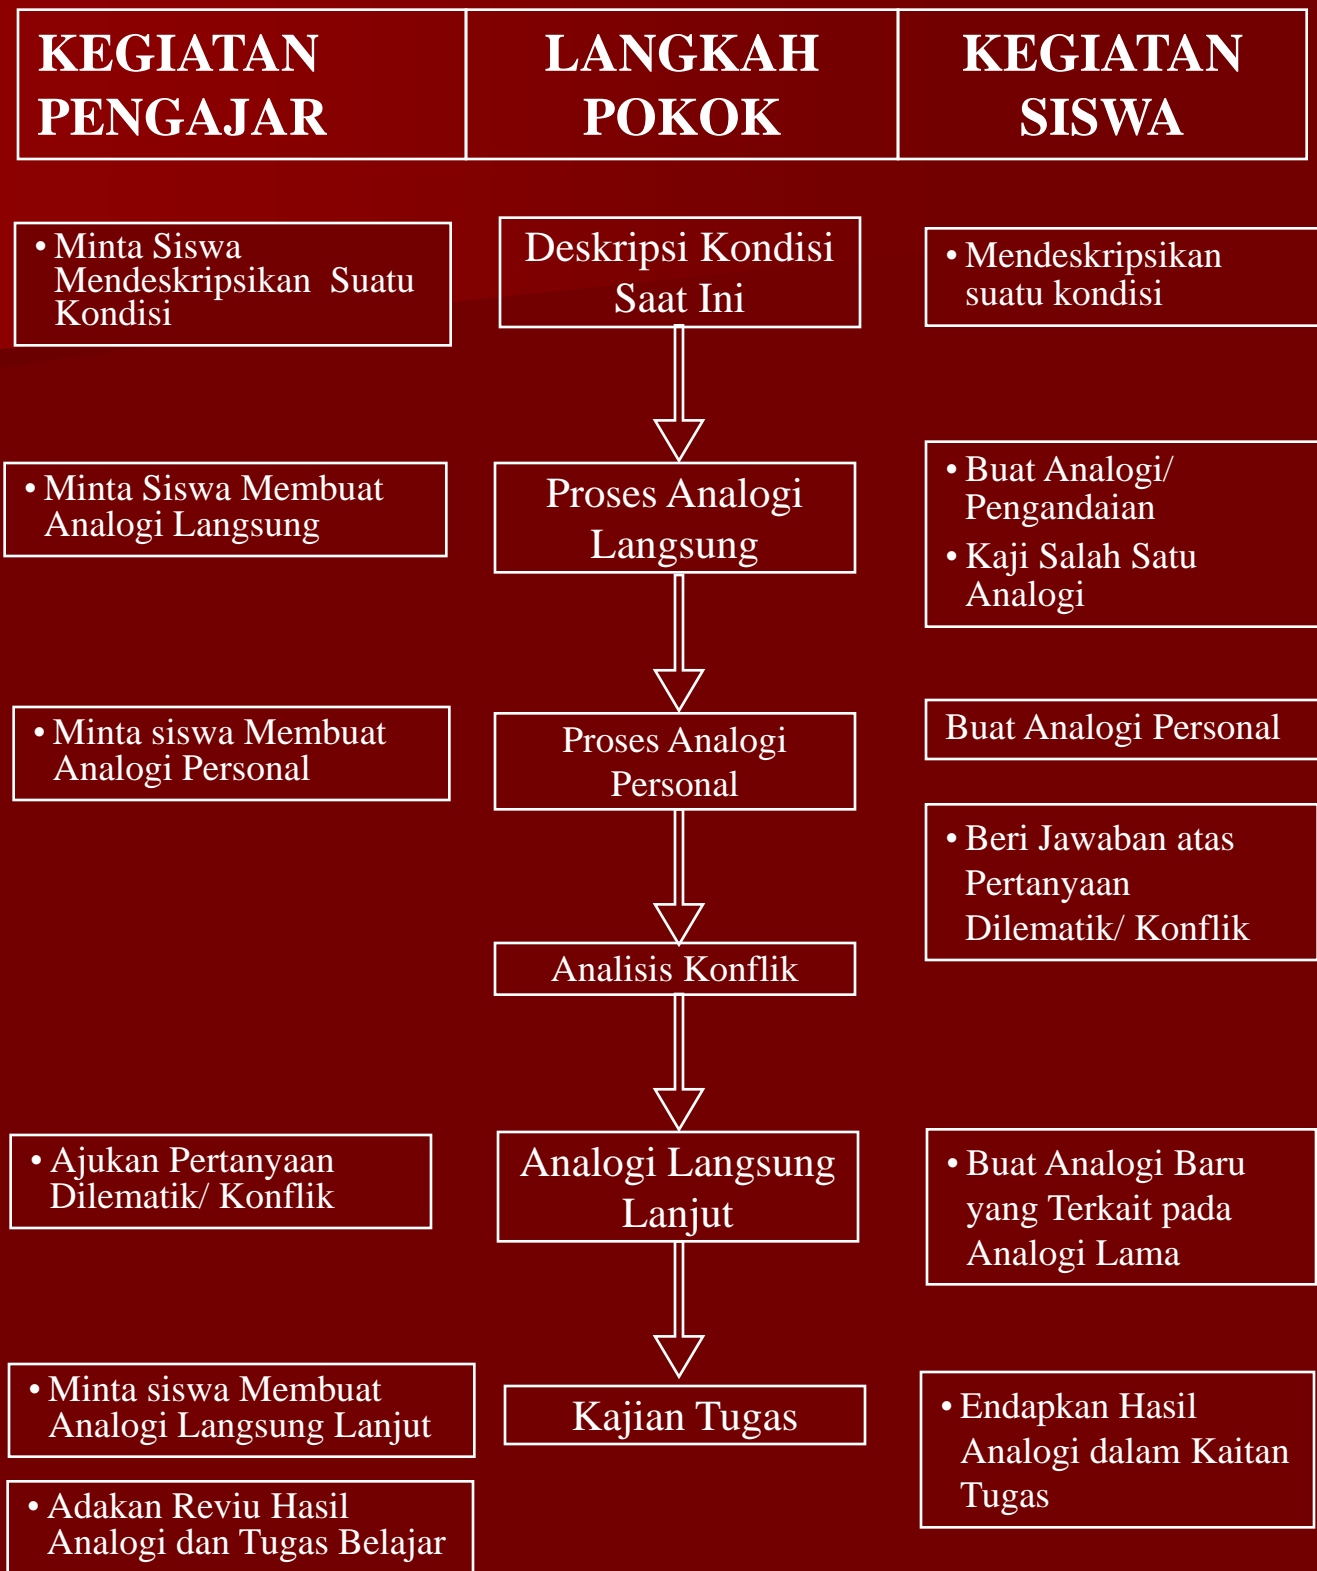 KEGIATAN
PENGAJAR
LANGKAH
POKOK
KEGIATAN
SISWA
• Minta Siswa
Mendeskripsikan Suatu
Kondisi
Deskripsi Kondisi
Saat Ini
• Mendeskripsikan
suatu kondisi
• Minta Siswa Membuat
Analogi Langsung
Proses Analogi
Langsung
• Buat Analogi/
Pengandaian
• Kaji Salah Satu
Analogi
• Minta siswa Membuat
Analogi Personal
Proses Analogi
Personal
Buat Analogi Personal
• Beri Jawaban atas
Pertanyaan
Dilematik/ Konflik
Analisis Konflik
• Ajukan Pertanyaan
Dilematik/ Konflik
Analogi Langsung
Lanjut
• Buat Analogi Baru
yang Terkait pada
Analogi Lama
• Minta siswa Membuat
Analogi Langsung Lanjut
Kajian Tugas
• Endapkan Hasil
Analogi dalam Kaitan
Tugas
• Adakan Reviu Hasil
Analogi dan Tugas Belajar